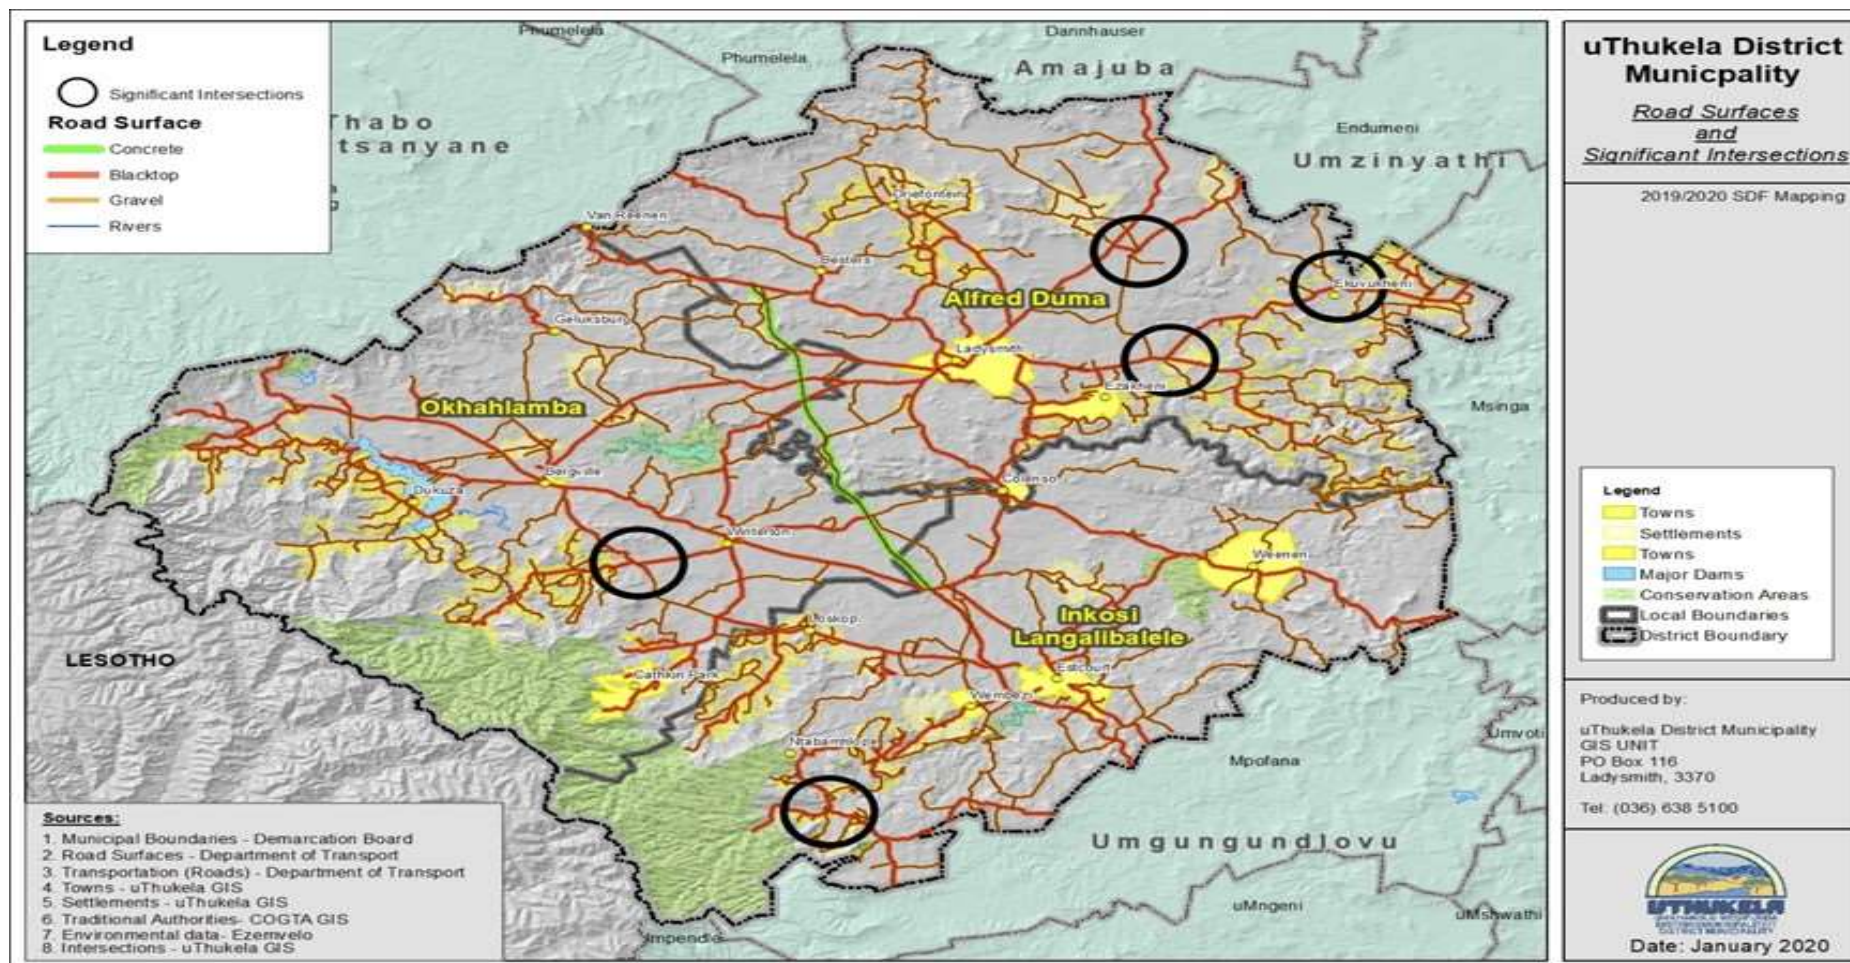 Legend
Significant Intersections
Road Surface
Concrete
Blacktop
Gravel
Rivers
Phumelela
Phumelela
Dannhauser
Amajuba
Thabo
tsanyane
Endumeni
Umzinyathi
Driefontein
Van Reenen
Besters
Ekuvukheni
Alfred Duma
Geluksburg
Ladysmith
Ezakheni
Okhahlamba
Msinga
Bergville
Dukuza
Colenso
Winterson
Weenen
Inkosi
Langalibalele
Loskop
LESOTHO
Cathkin Park
Estcourt
Wembezi
Ntabamhlope
Umvoti
Mpofana
Umgungundlovu
uMngeni
uMshwathi
Impendle
Sources:
1. Municipal Boundaries - Demarcation Board
2. Road Surfaces - Department of Transport
3. Transportation (Roads) - Department of Transport
4. Towns - uThukela GIS
5. Settlements - uThukela GIS
6. Traditional Authorities- COGTA GIS
7. Environmental data- Ezemvelo
8. Intersections - uThukela GIS
uThukela District
Municpality
Road Surfaces
and
Significant Intersections
2019/2020 SDF Mapping
Legend
Towns
Settlements
Towns
Major Dams
Conservation Areas
Local Boundaries
District Boundary
Produced by:
uThukela District Municipality
GIS UNIT
PO Box 116
Ladysmith, 3370
Tel: (036) 638 5100
UTHUKELA
DISTRICT MUNICIPALITY
Date: January 2020